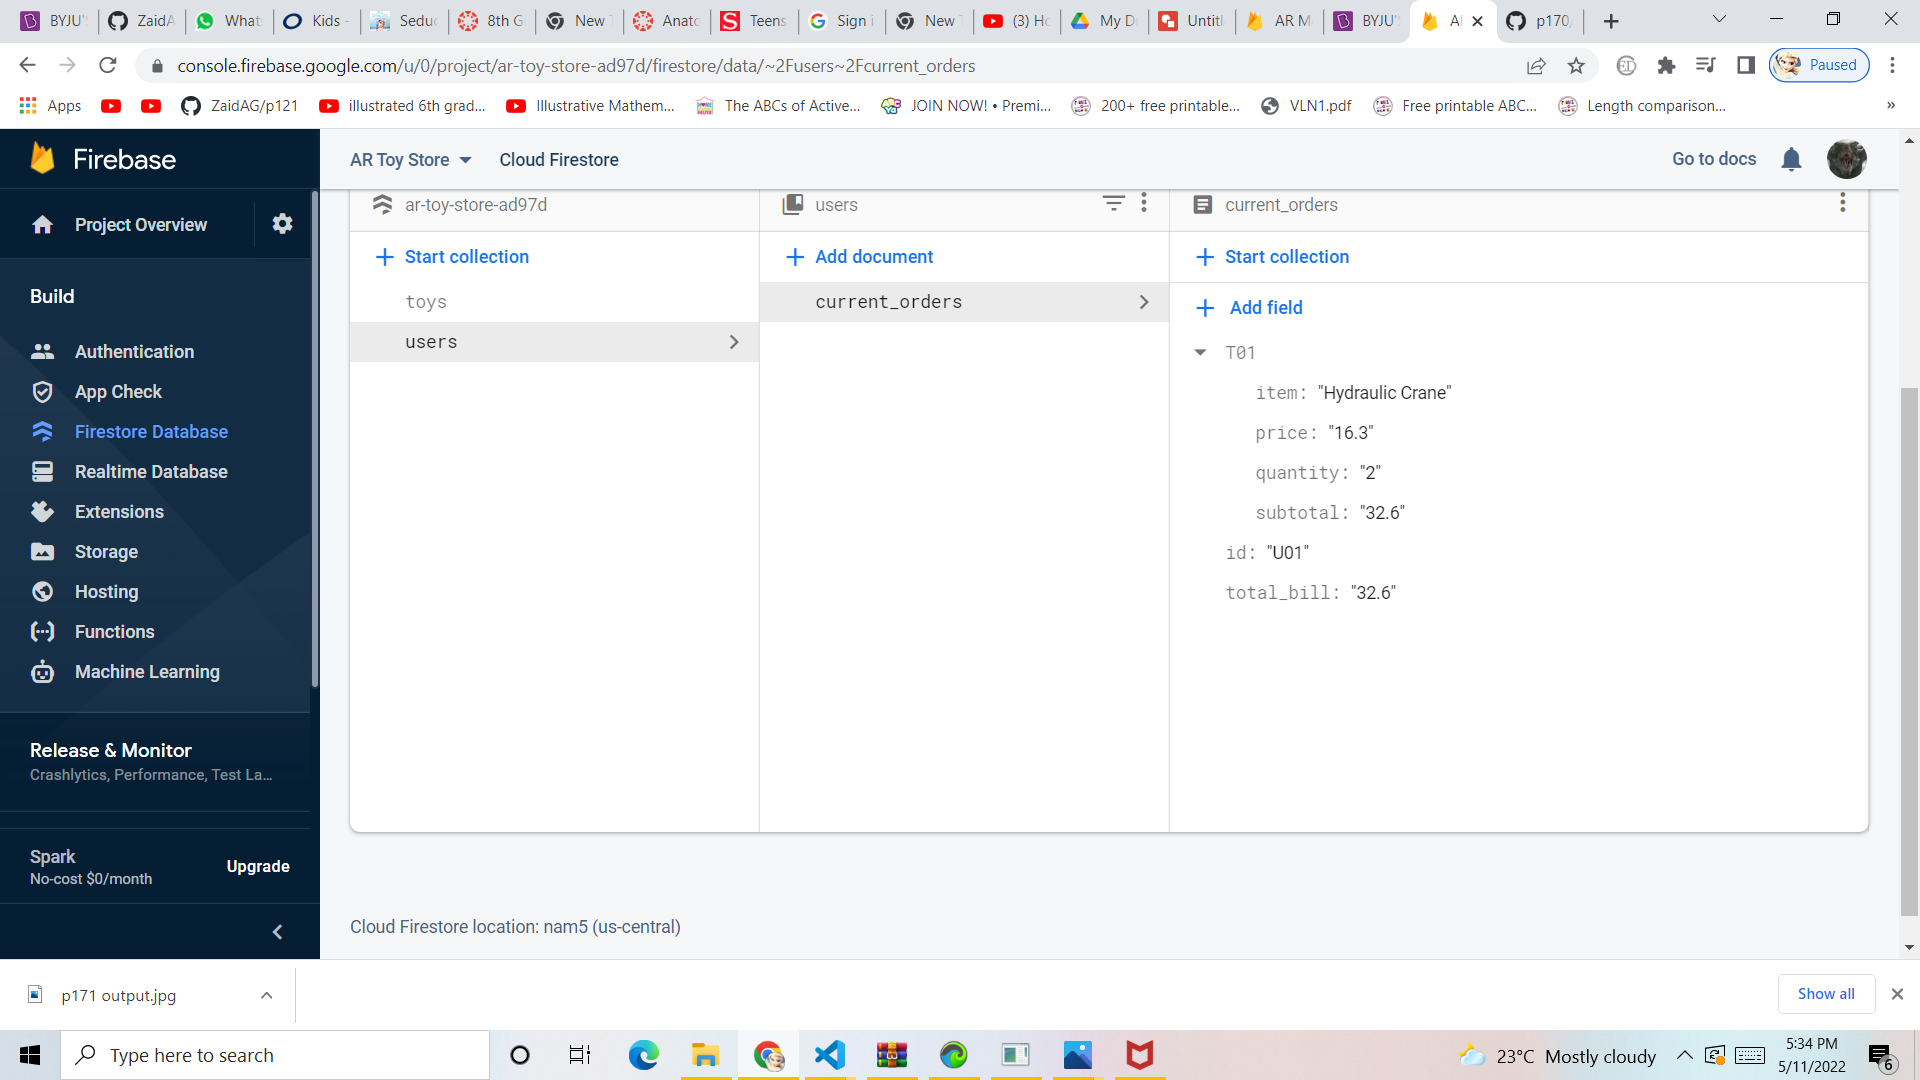 BYJU'S
ZaidA
What
Kids -
Seduc
8th G
New T
Anato
Teens
Sign i
New T
(3) Ho
My D
Untitl
AR M
BYJU'S
A
p170/
console.firebase.google.com/u/0/project/ar-toy-store-ad97d/firestore/data/~2Fusers~2Fcurrent_orders
Paused
Apps
ZaidAG/p121
illustrated 6th grad...
Illustrative Mathem...
The ABCs of Active...
JOIN NOW! • Premi...
200+ free printable...
VLN1.pdf
Free printable ABC...
Length comparison...
»
Firebase
AR Toy Store
Cloud Firestore
Go to docs
Project Overview
ar-toy-store-ad97d
users
current_orders
Start collection
Add document
Start collection
toys
users
current_orders
Add field
T01
item: "Hydraulic Crane"
price: "16.3"
quantity: "2"
subtotal: "32.6"
id: "U01"
total_bill: "32.6"
Build
Authentication
App Check
Firestore Database
Realtime Database
Extensions
Storage
Hosting
Functions
Machine Learning
Release & Monitor
Crashlytics, Performance, Test La...
Spark
No-cost $0/month
Upgrade
Cloud Firestore location: nam5 (us-central)
p171 output.jpg
Show all
Type here to search
23°C Mostly cloudy
5:34 PM
5/11/2022
6